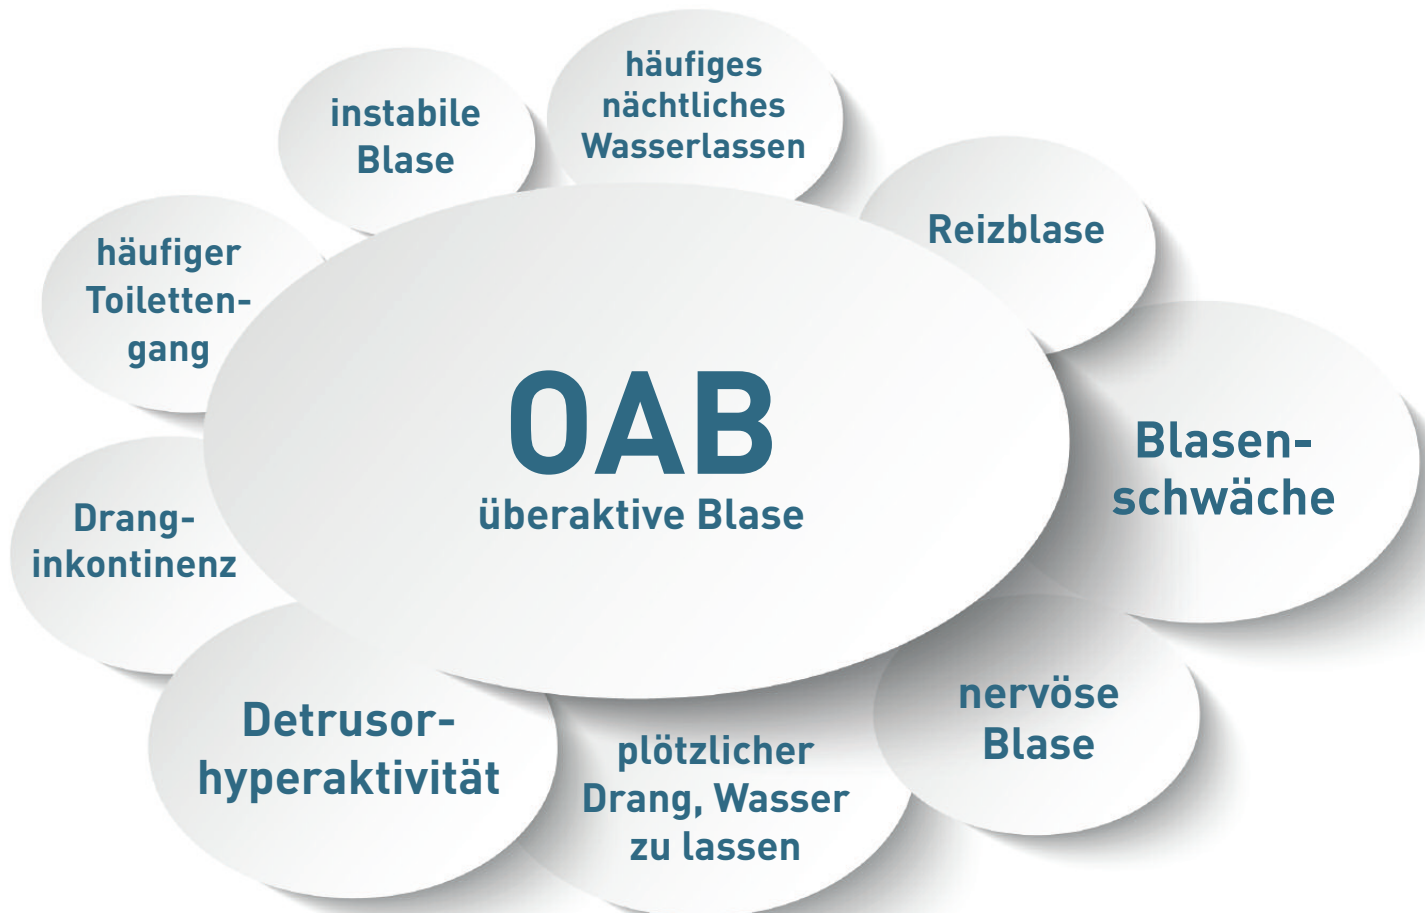 häufiges
nächtliches
Wasserlassen
instabile
Blase
Reizblase
häufiger
Toiletten-
gang
OAB
überaktive Blase
Blasen-
schwäche
Drang-
inkontinenz
nervöse
Blase
Detrusor-
hyperaktivität
plötzlicher
Drang, Wasser
zu lassen